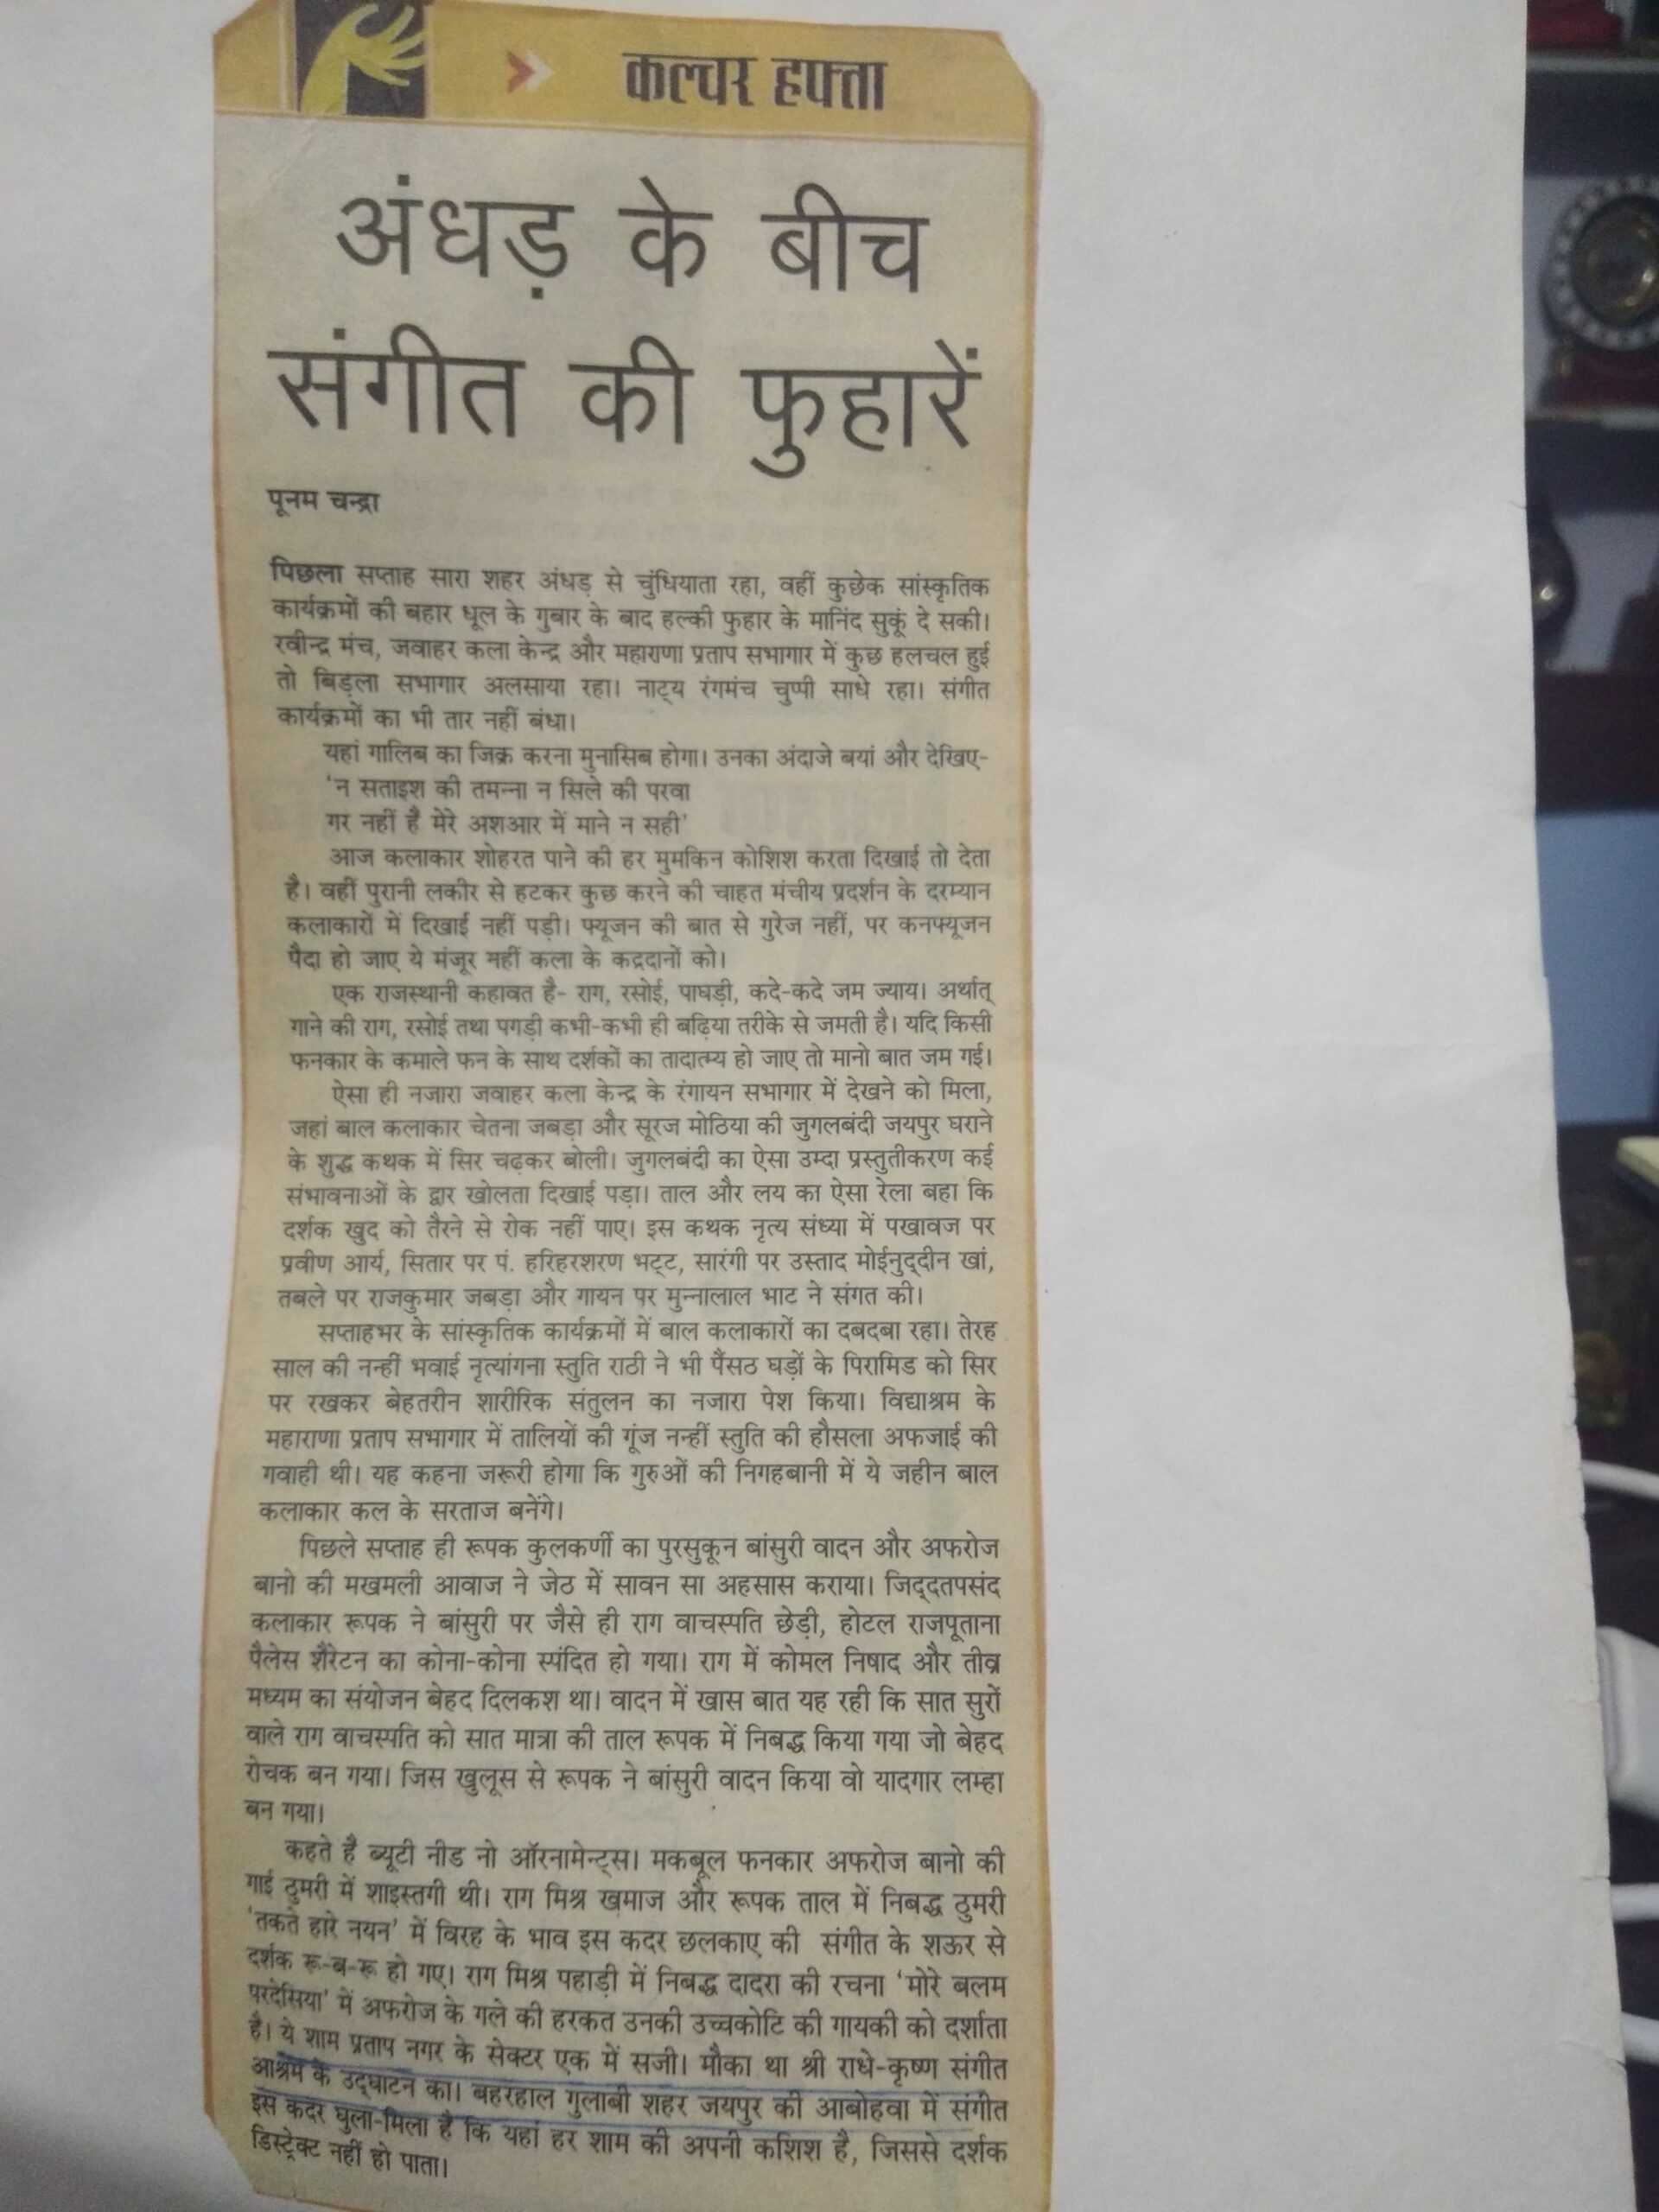 कल्चर हफ्ता
अंधड़ के बीच
संगीत की फुहारें
पूनम चन्द्रा
पिछला सप्ताह सारा शहर अंधड़ से चुंधियाता रहा, वहीं कुछेक सांस्कृतिक
कार्यक्रमों की बहार धूल के गुबार के बाद हल्की फुहार के मानिंद सुकूं दे सकी।
रवीन्द्र मंच, जवाहर कला केन्द्र और महाराणा प्रताप सभागार में कुछ हलचल हुई
तो बिड़ला सभागार अलसाया रहा। नाट्य रंगमंच चुप्पी साधे रहा। संगीत
कार्यक्रमों का भी तार नहीं बंधा।
यहां गालिब का जिक्र करना मुनासिब होगा। उनका अंदाजे बयां और देखिए-
‘न सताइश की तमन्ना न सिले की परवा
गर नहीं है मेरे अशआर में माने न सही’
आज कलाकार शोहरत पाने की हर मुमकिन कोशिश करता दिखाई तो देता
है। वहीं पुरानी लकीर से हटकर कुछ करने की चाहत मंचीय प्रदर्शन के दरम्यान
कलाकारों में दिखाई नहीं पड़ी। फ्यूजन की बात से गुरेज नहीं, पर कनफ्यूजन
पैदा हो जाए ये मंजूर नहीं कला के कद्रदानों को।
एक राजस्थानी कहावत है- राग, रसोई, पाघड़ी, कदे-कदे जम ज्याय। अर्थात्
गाने की राग, रसोई तथा पगड़ी कभी-कभी ही बढ़िया तरीके से जमती है। यदि किसी
फनकार के कमाले फन के साथ दर्शकों का तादात्म्य हो जाए तो मानो बात जम गई।
ऐसा ही नजारा जवाहर कला केन्द्र के रंगायन सभागार में देखने को मिला,
जहां बाल कलाकार चेतना जबड़ा और सूरज मोठिया की जुगलबंदी जयपुर घराने
के शुद्ध कथक में सिर चढ़कर बोली। जुगलबंदी का ऐसा उम्दा प्रस्तुतीकरण कई
संभावनाओं के द्वार खोलता दिखाई पड़ा। ताल और लय का ऐसा रेला बहा कि
दर्शक खुद को तैरने से रोक नहीं पाए। इस कथक नृत्य संध्या में पखावज पर
प्रवीण आर्य, सितार पर पं. हरिहरशरण भट्ट, सारंगी पर उस्ताद मोईनुद्दीन खां,
तबले पर राजकुमार जबड़ा और गायन पर मुन्नालाल भाट ने संगत की।
सप्ताहभर के सांस्कृतिक कार्यक्रमों में बाल कलाकारों का दबदबा रहा। तेरह
साल की नन्हीं भवाई नृत्यांगना स्तुति राठी ने भी पैंसठ घड़ों के पिरामिड को सिर
पर रखकर बेहतरीन शारीरिक संतुलन का नजारा पेश किया। विद्याश्रम के
महाराणा प्रताप सभागार में तालियों की गूंज नन्हीं स्तुति की हौसला अफजाई की
गवाही थी। यह कहना जरूरी होगा कि गुरुओं की निगहबानी में ये जहीन बाल
कलाकार कल के सरताज बनेंगे।
पिछले सप्ताह ही रूपक कुलकर्णी का पुरसुकून बांसुरी वादन और अफरोज
बानो की मखमली आवाज ने जेठ में सावन सा अहसास कराया। जिद्दतपसंद
कलाकार रूपक ने बांसुरी पर जैसे ही राग वाचस्पति छेड़ी, होटल राजपूताना
पैलेस शैरेटन का कोना-कोना स्पंदित हो गया। राग में कोमल निषाद और तीव्र
मध्यम का संयोजन बेहद दिलकश था। वादन में खास बात यह रही कि सात सुरों
वाले राग वाचस्पति को सात मात्रा की ताल रूपक में निबद्ध किया गया जो बेहद
रोचक बन गया। जिस खुलूस से रूपक ने बांसुरी वादन किया वो यादगार लम्हा
बन गया।
कहते है ब्यूटी नीड नो ऑरनामेन्ट्स। मकबूल फनकार अफरोज बानो की
गाई ठुमरी में शाइस्तगी थी। राग मिश्र खमाज और रूपक ताल में निबद्ध ठुमरी
‘तकते हारे नयन’ में विरह के भाव इस कदर छलकाए की संगीत के शऊर से
दर्शक रू-ब-रू हो गए। राग मिश्र पहाड़ी में निबद्ध दादरा की रचना ‘मोरे बलम
परदेसिया’ में अफरोज के गले की हरकत उनकी उच्चकोटि की गायकी को दर्शाता
है। ये शाम प्रताप नगर के सेक्टर एक में सजी। मौका था श्री राधे-कृष्ण संगीत
आश्रम के उद्घाटन का। बहरहाल गुलाबी शहर जयपुर की आबोहवा में संगीत
इस कदर घुला-मिला है कि यहां हर शाम की अपनी कशिश है, जिससे दर्शक
डिस्ट्रेक्ट नहीं हो पाता।